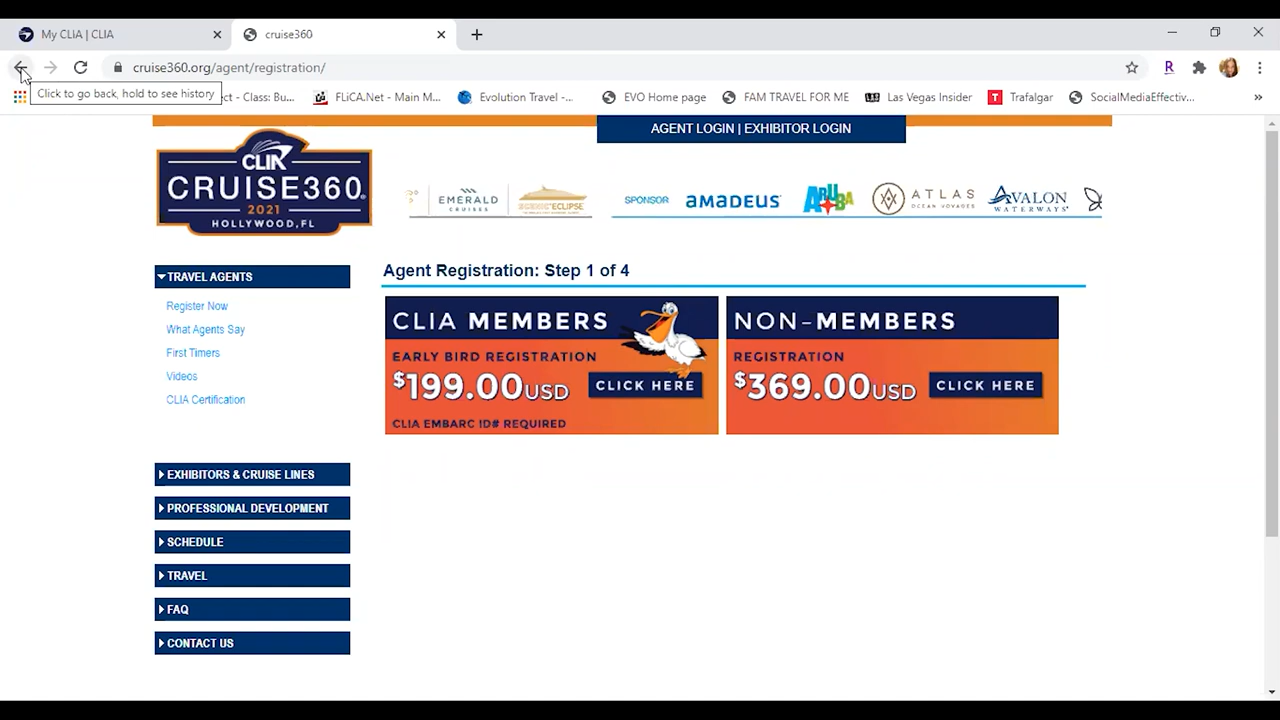 My CLIA | CLIA
cruise360
cruise360.org/agent/registration/
Click to go back, hold to see history
ct - Class: Bu...
FLiCA.Net - Main M...
Evolution Travel -...
EVO Home page
FAM TRAVEL FOR ME
Las Vegas Insider
Trafalgar
SocialMediaEffectiv...
»
AGENT LOGIN | EXHIBITOR LOGIN
CLIA
CRUISE360®
2021
HOLLYWOOD, FL
EMERALD
CRUISES
ECLIPSE
SPONSOR
AMADEUS
ARUBA
ATLAS
OCEAN VOYAGES
AVALON
WATERWAYS
TRAVEL AGENTS
Register Now
What Agents Say
First Timers
Videos
CLIA Certification
EXHIBITORS & CRUISE LINES
PROFESSIONAL DEVELOPMENT
SCHEDULE
TRAVEL
FAQ
CONTACT US
Agent Registration: Step 1 of 4
CLIA MEMBERS
EARLY BIRD REGISTRATION
$199.00USD
CLICK HERE
CLIA EMBARC ID# REQUIRED
NON-MEMBERS
REGISTRATION
$369.00USD
CLICK HERE